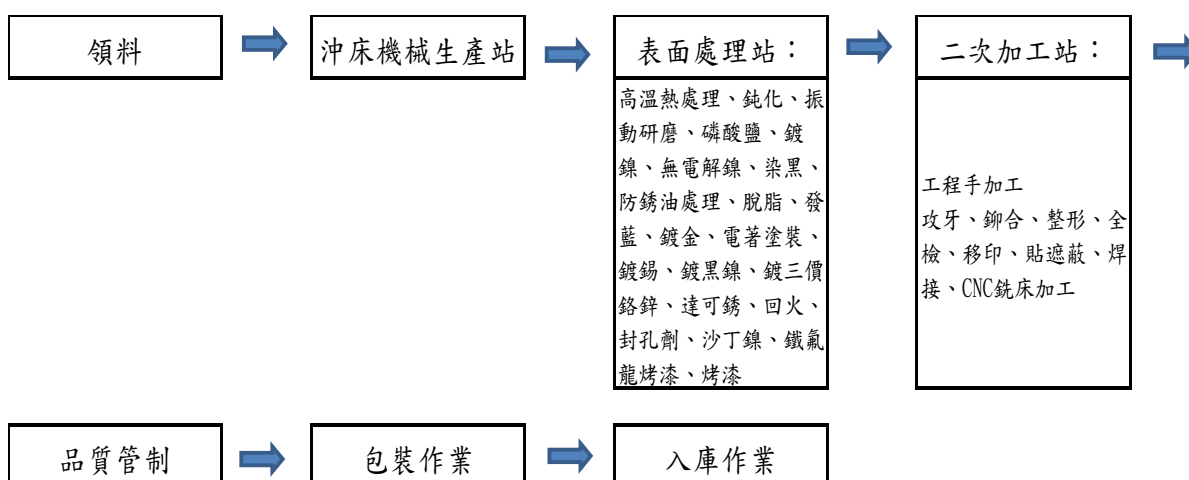 領料
沖床機械生產站
表面處理站：
高溫熱處理、鈍化、振
動研磨、磷酸鹽、鍍
鎳、無電解鎳、染黑、
防銹油處理、脫脂、發
藍、鍍金、電著塗裝、
鍍錫、鍍黑鎳、鍍三價
鉻鋅、達可銹、回火、
封孔劑、沙丁鎳、鐵氟
龍烤漆、烤漆
二次加工站：
工程手加工
攻牙、鉚合、整形、全
檢、移印、貼遮蔽、焊
接、CNC銑床加工
品質管制
包裝作業
入庫作業